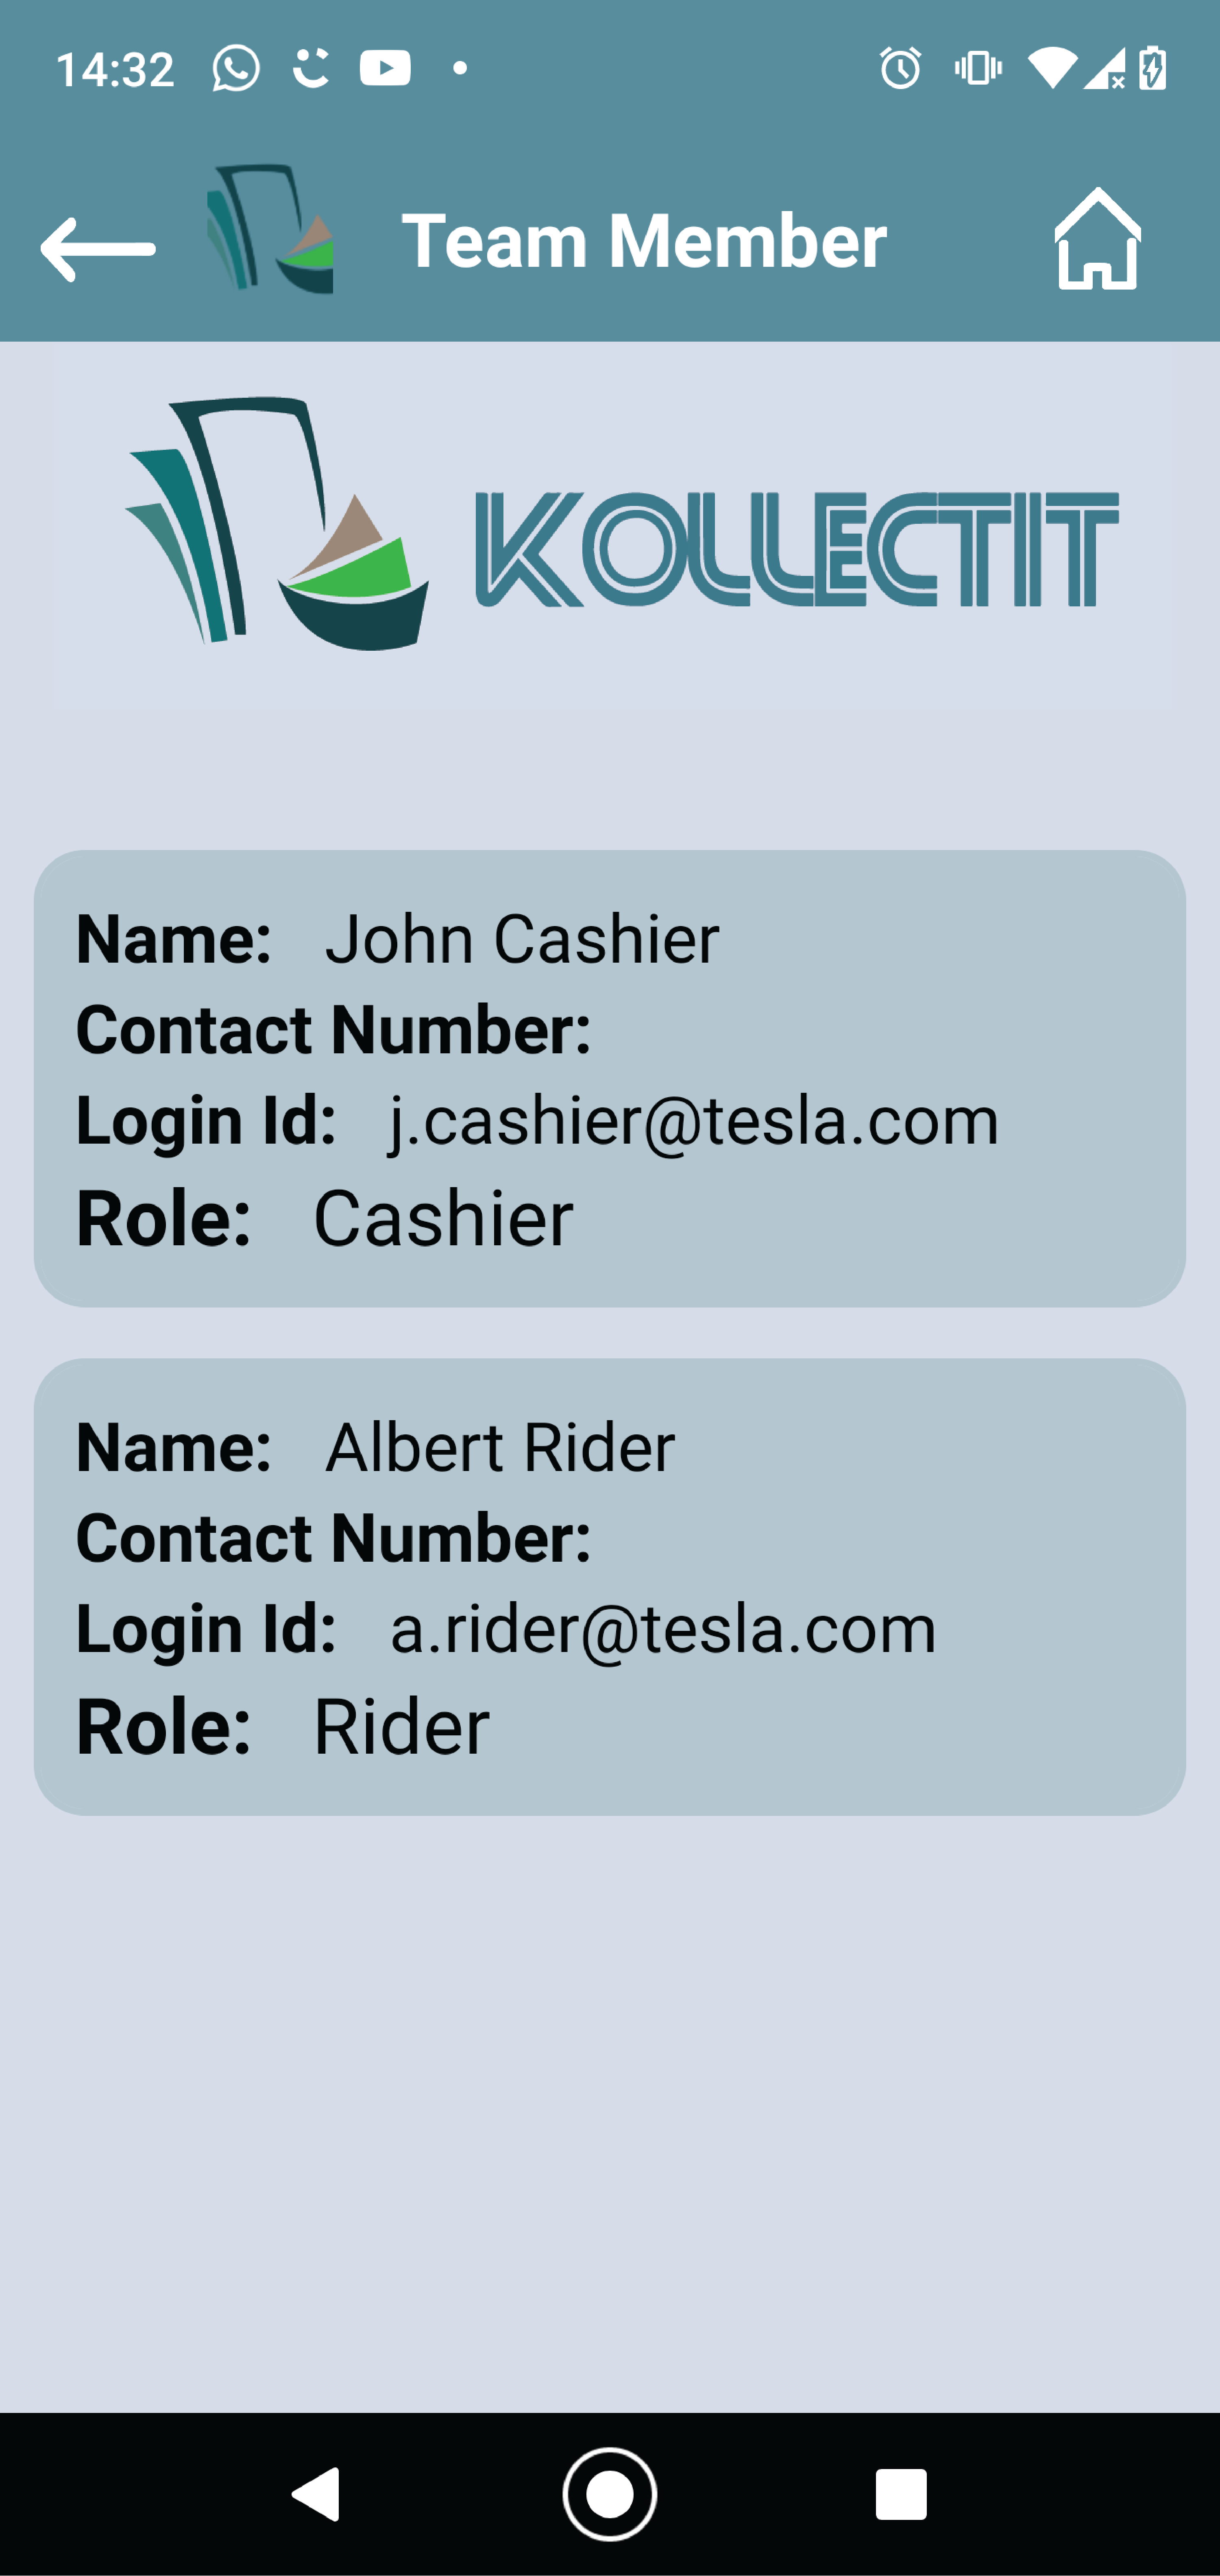 14:32
Team Member
KOLLECTIT
Name: John Cashier
Contact Number:
Login Id: j.cashier@tesla.com
Role: Cashier
Name: Albert Rider
Contact Number:
Login Id: a.rider@tesla.com
Role: Rider